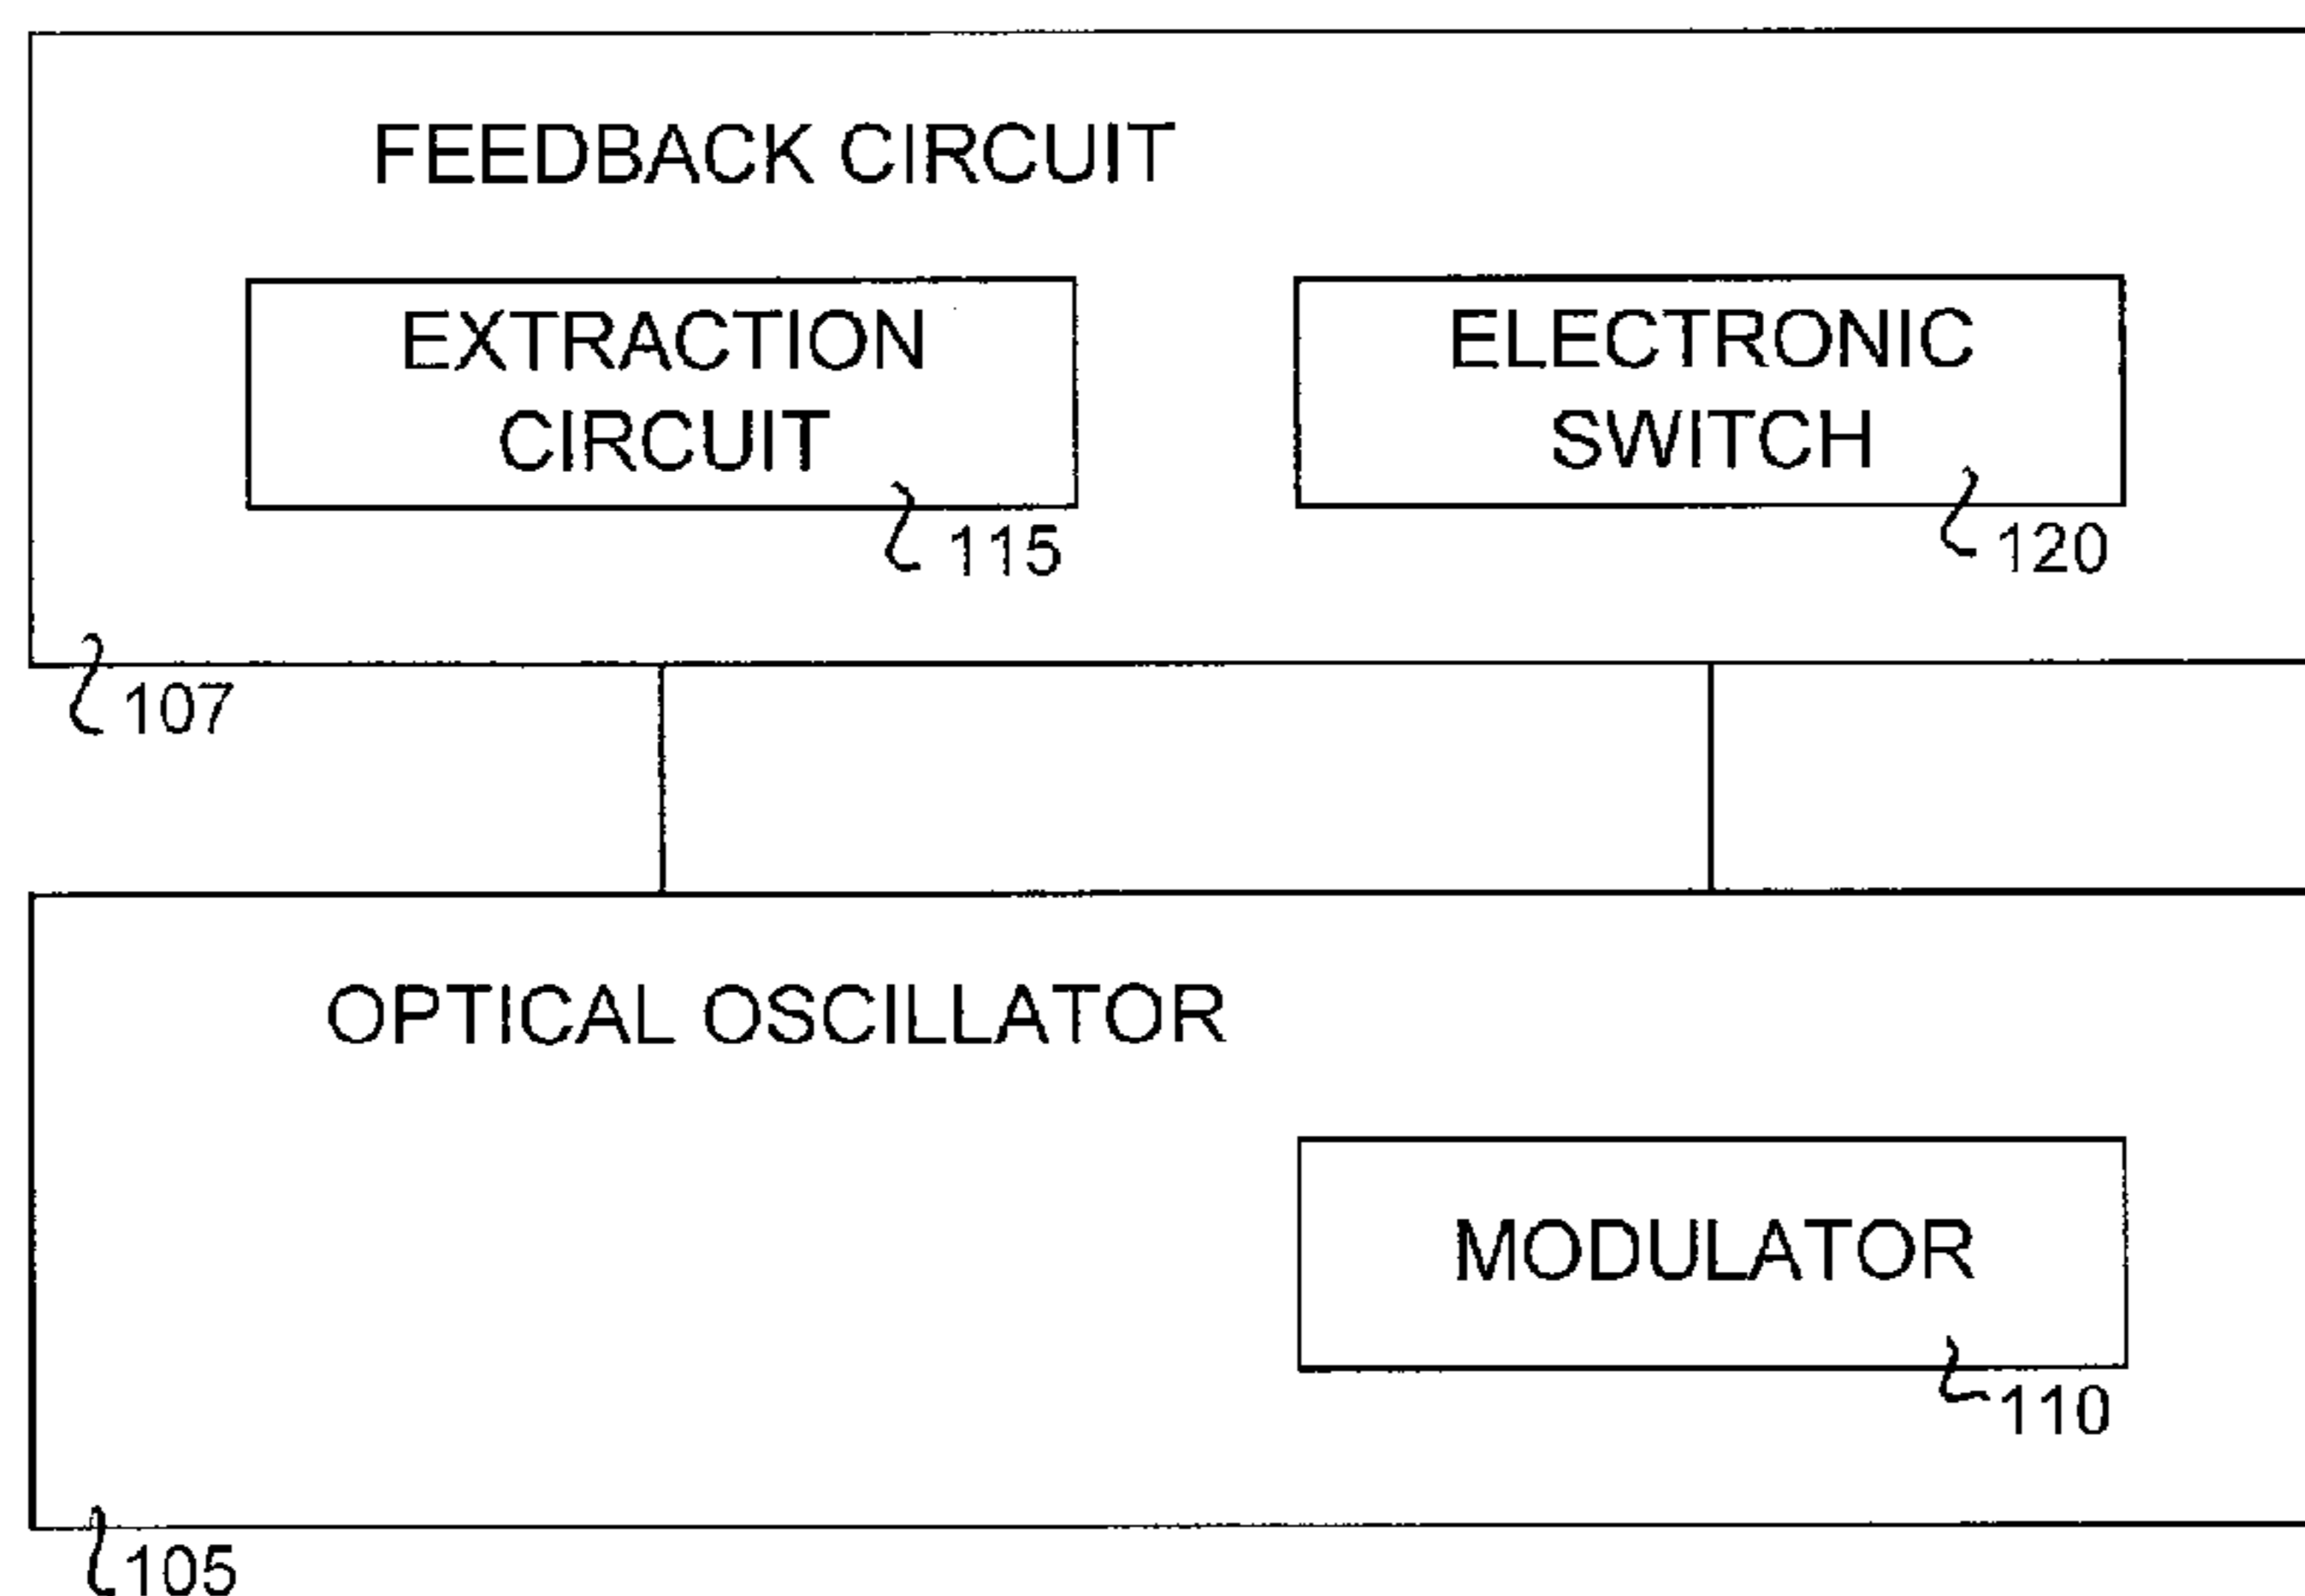 FEEDBACK CIRCUIT
EXTRACTION
CIRCUIT
115
ELECTRONIC
SWITCH
120
107
OPTICAL OSCILLATOR
MODULATOR
110
105